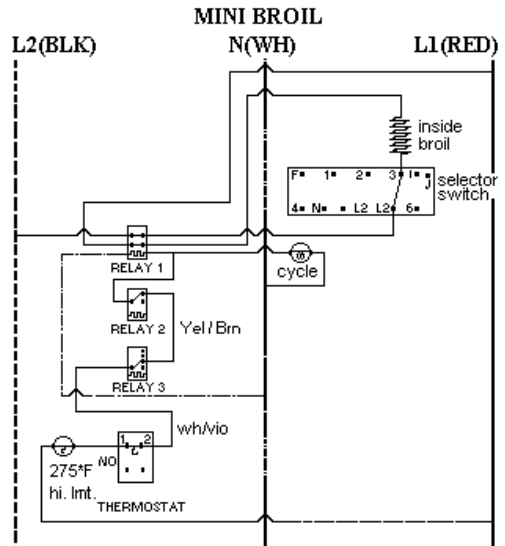 MINI BROIL
L2(BLK) N(WH) L1(RED)
inside
broil
F 1 2 3 I J
selector
switch
4 N L2 L2 6
RELAY 1
cycle
RELAY 2
Yel/Brn
RELAY 3
wh/vio
1 2
NO
275*F
hi. lmt.
THERMOSTAT